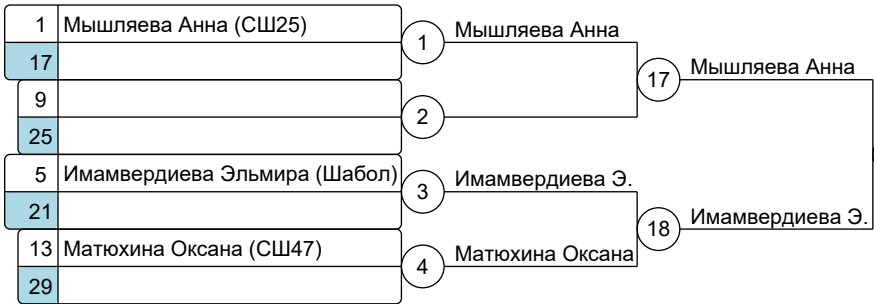 1 Мышляева Анна (СШ25)
1 Мышляева Анна
17
17 Мышляева Анна
9
2
25
5 Имамвердиева Эльмира (Шабол)
3 Имамвердиева Э.
21
18 Имамвердиева Э.
13 Матюхина Оксана (СШ47)
4 Матюхина Оксана
29